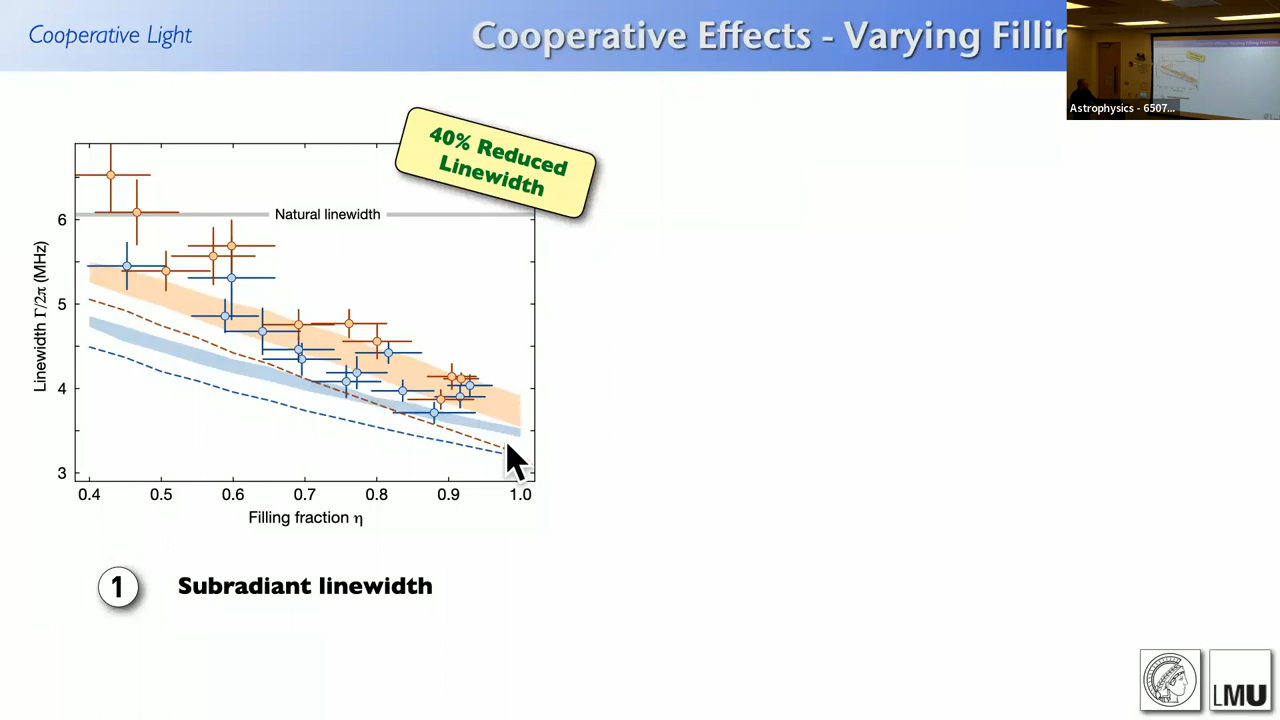 Cooperative Light
Cooperative Effects - Varying Fillin
Astrophysics - 6507...
40% Reduced
Linewidth
Natural linewidth
6
5
4
3
Linewidth Γ/2π (MHz)
0.4 0.5 0.6 0.7 0.8 0.9 1.0
Filling fraction η
1 Subradiant linewidth
LMU